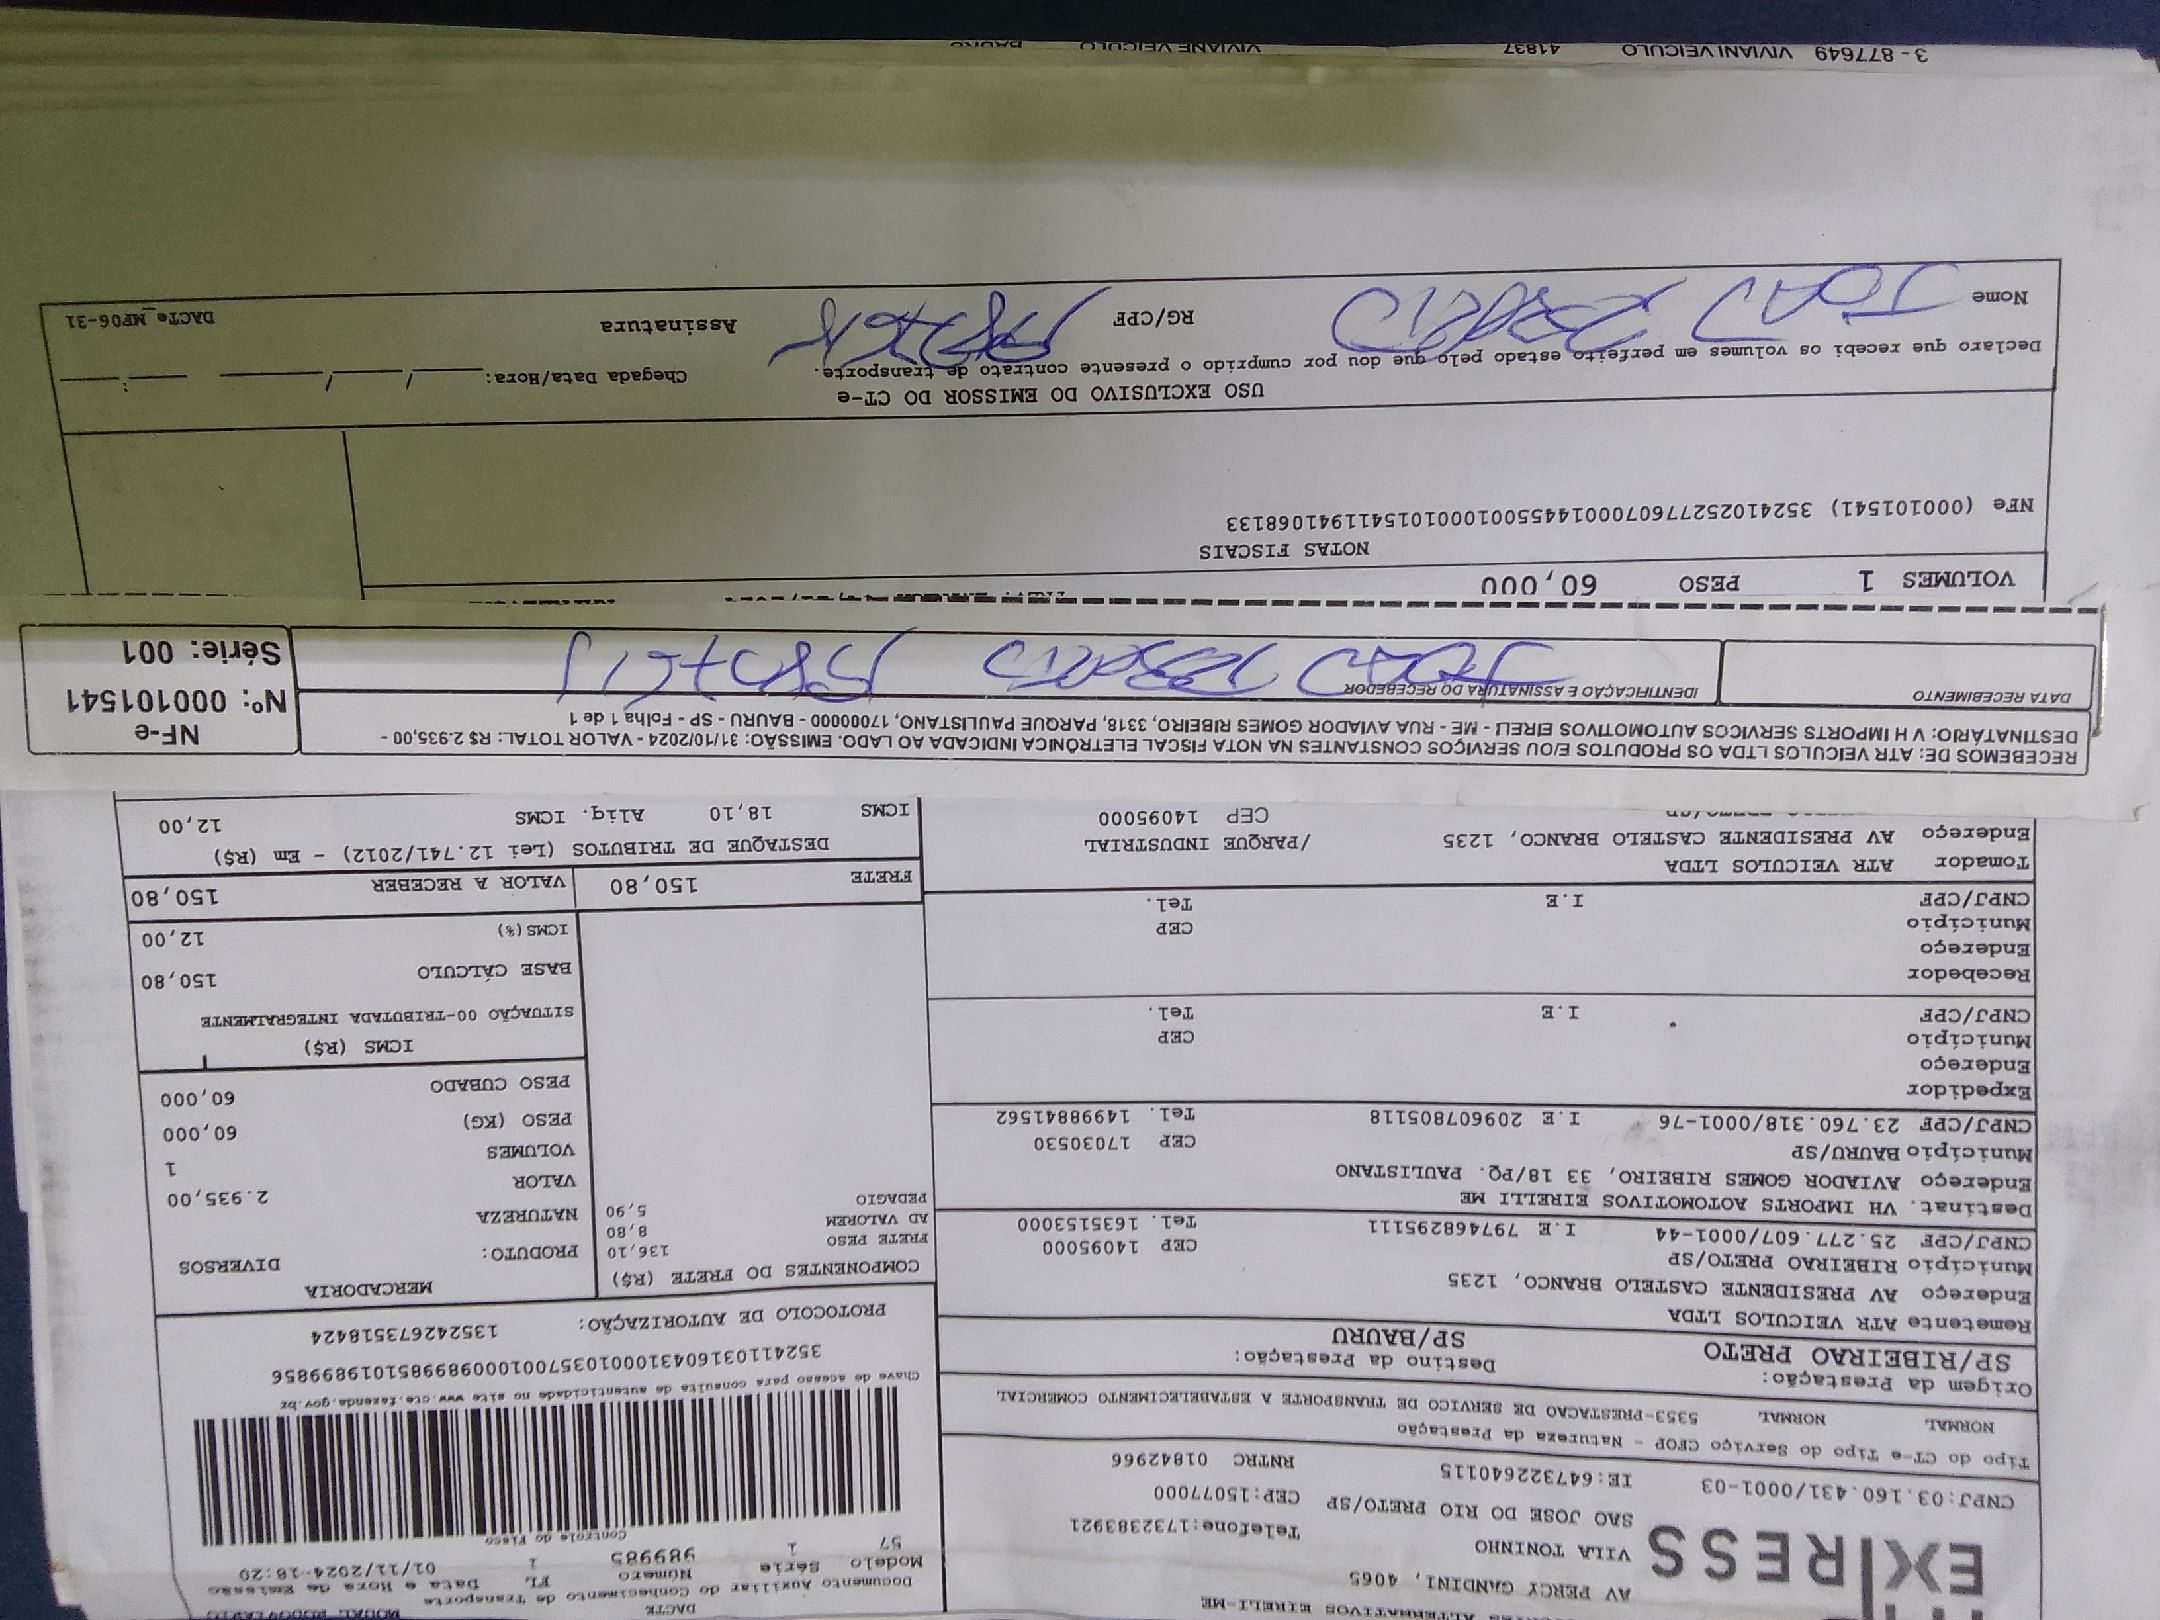 EXPRESS
AV PERCY GANDINI, 4065
VILA TONINHO Telefone:1732383921
SAO JOSE DO RIO PRETO/SP CEP:15077000
CNPJ:03.160.431/0001-03 IE:647322640115 RNTRC 01842966
DACTE
Documento Auxiliar do Conhecimento de Transporte
Modelo Série Número FL Data e Hora de Emissão
57 1 989985 1 01/11/2024-18:20
Controle do Fisco
Chave de acesso para consulta de autenticidade no site www.cte.fazenda.gov.br
PROTOCOLO DE AUTORIZAÇÃO: 135242673518424
Tipo do CT-e Tipo do Serviço CFOP - Natureza da Prestação
NORMAL NORMAL 5353-PRESTACAO DE SERVICO DE TRANSPORTE A ESTABELECIMENTO COMERCIAL
Origem da Prestação: Destino da Prestação:
SP/RIBEIRAO PRETO SP/BAURU
Remetente ATR VEICULOS LTDA
Endereço AV PRESIDENTE CASTELO BRANCO, 1235
Município RIBEIRAO PRETO/SP CEP 14095000
CNPJ/CPF 25.277.607/0001-44 I.E 797468295111 Tel. 1635153000
Destinat. VH IMPORTS AOTOMOTIVOS EIRELLI ME
Endereço AVIADOR GOMES RIBEIRO, 33 18/PQ. PAULISTANO
Município BAURU/SP CEP 17030530
CNPJ/CPF 23.760.318/0001-76 I.E 209607805118 Tel. 1499841562
Expedidor
Endereço
Município CEP
CNPJ/CPF I.E Tel.
Recebedor
Endereço
Município CEP
CNPJ/CPF I.E Tel.
Tomador ATR VEICULOS LTDA
Endereço AV PRESIDENTE CASTELO BRANCO, 1235 /PARQUE INDUSTRIAL
CEP 14095000
COMPONENTES DO FRETE (R$)
FRETE PESO 136,10
AD VALOREM 8,80
PEDAGIO 5,90
MERCADORIA
PRODUTO: DIVERSOS
NATUREZA
VALOR 2.935,00
VOLUMES 1
PESO (KG) 60,000
PESO CUBADO 60,000
ICMS (R$)
SITUAÇÃO 00-TRIBUTADA INTEGRALMENTE
BASE CÁLCULO 150,80
ICMS(%) 12,00
FRETE 150,80 VALOR A RECEBER 150,80
DESTAQUE DE TRIBUTOS (Lei 12.741/2012) - Em (R$)
ICMS 18,10 Aliq. ICMS 12,00
RECEBEMOS DE: ATR VEICULOS LTDA OS PRODUTOS E/OU SERVIÇOS CONSTANTES NA NOTA FISCAL ELETRÔNICA INDICADA AO LADO. EMISSÃO: 31/10/2024 - VALOR TOTAL: R$ 2.935,00 -
DESTINATÁRIO: V H IMPORTS SERVICOS AUTOMOTIVOS EIRELI - ME - RUA AVIADOR GOMES RIBEIRO, 3318, PARQUE PAULISTANO, 17000000 - BAURU - SP - Folha 1 de 1
NF-e
Nº: 000101541
Série: 001
DATA RECEBIMENTO
IDENTIFICAÇÃO E ASSINATURA DO RECEBEDOR
VOLUMES 1 PESO 60,000
NOTAS FISCAIS
NFe (000101541) 35241025277607000144550010001015411941068133
USO EXCLUSIVO DO EMISSOR DO CT-e
Declaro que recebi os volumes em perfeito estado pelo que dou por cumprido o presente contrato de transporte.
Chegada Data/Hora: ____/____/____ __:__
Nome RG/CPF Assinatura
DACTe_MP06-31
3 - 877649 VIVIANI VEICULO 41837 VIVIANE VEICULO BAURU